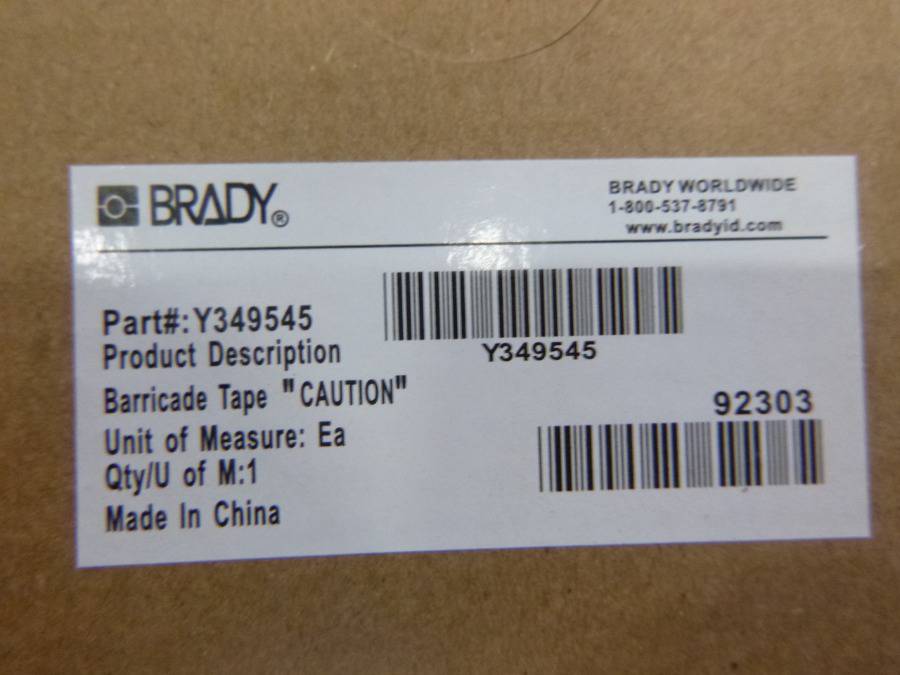 BRADY®
BRADY WORLDWIDE
1-800-537-8791
www.bradyid.com
Part#: Y349545
Y349545
Product Description
Barricade Tape "CAUTION"
92303
Unit of Measure: Ea
Qty/U of M:1
Made In China